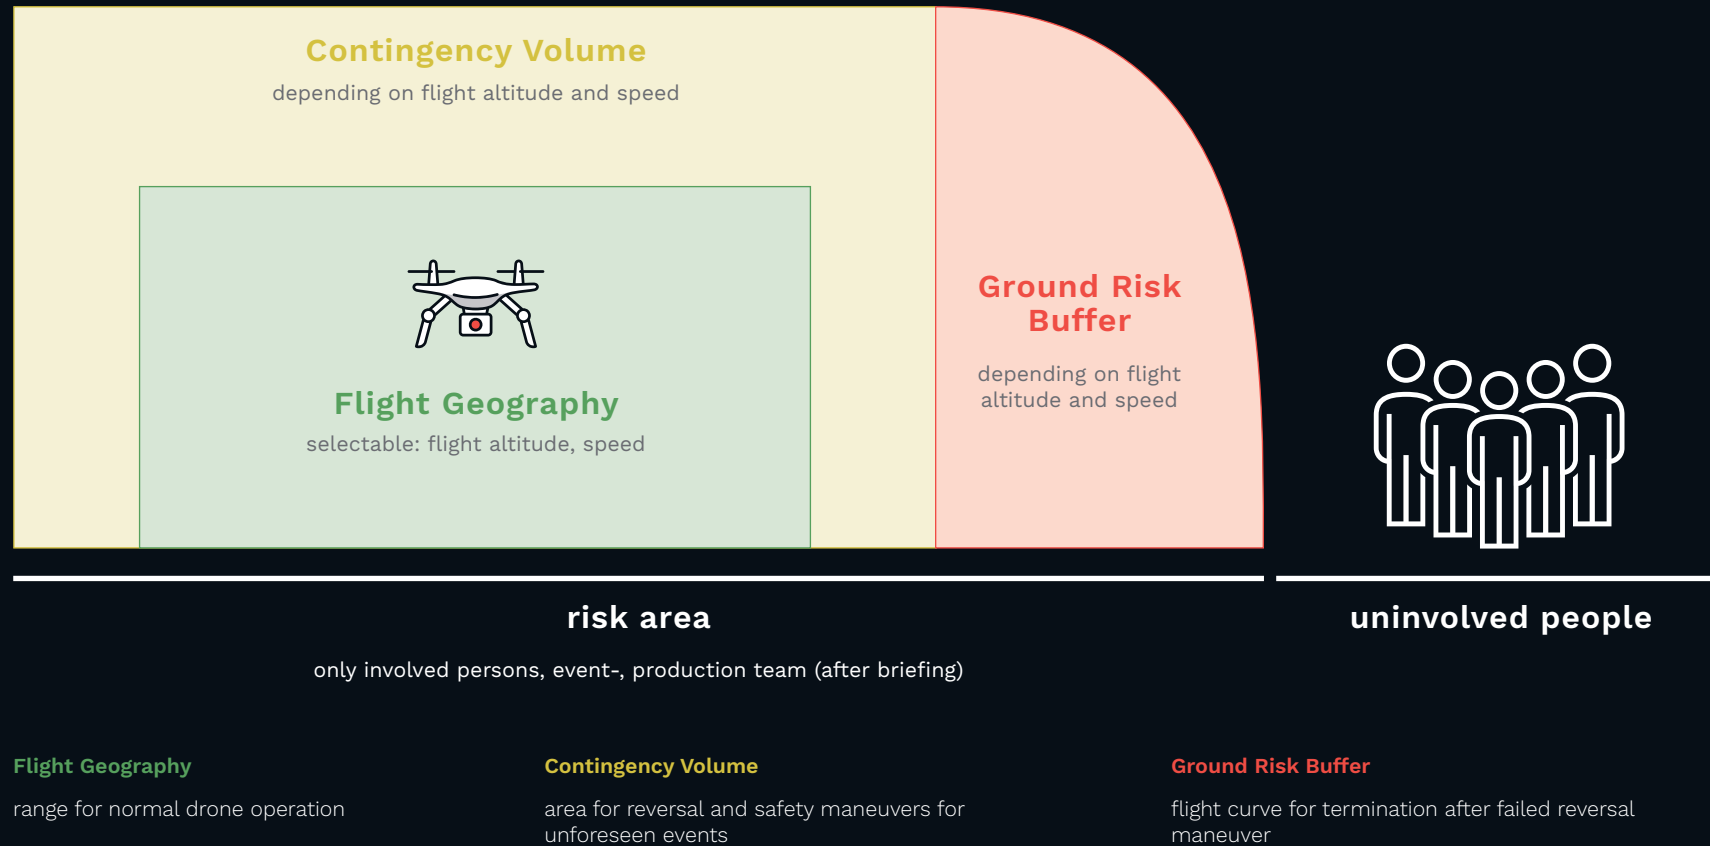 Contingency Volume
depending on flight altitude and speed
Flight Geography
selectable: flight altitude, speed
Ground Risk
Buffer
depending on flight
altitude and speed
risk area
only involved persons, event-, production team (after briefing)
uninvolved people
Flight Geography
range for normal drone operation
Contingency Volume
area for reversal and safety maneuvers for
unforeseen events
Ground Risk Buffer
flight curve for termination after failed reversal
maneuver